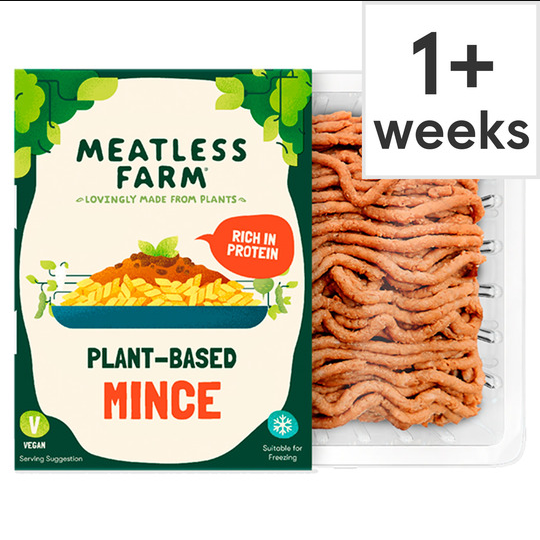 1+
weeks
MEATLESS
FARM®
LOVINGLY MADE FROM PLANTS
RICH IN
PROTEIN
PLANT-BASED
MINCE
V
VEGAN
Serving Suggestion
Suitable for
Freezing